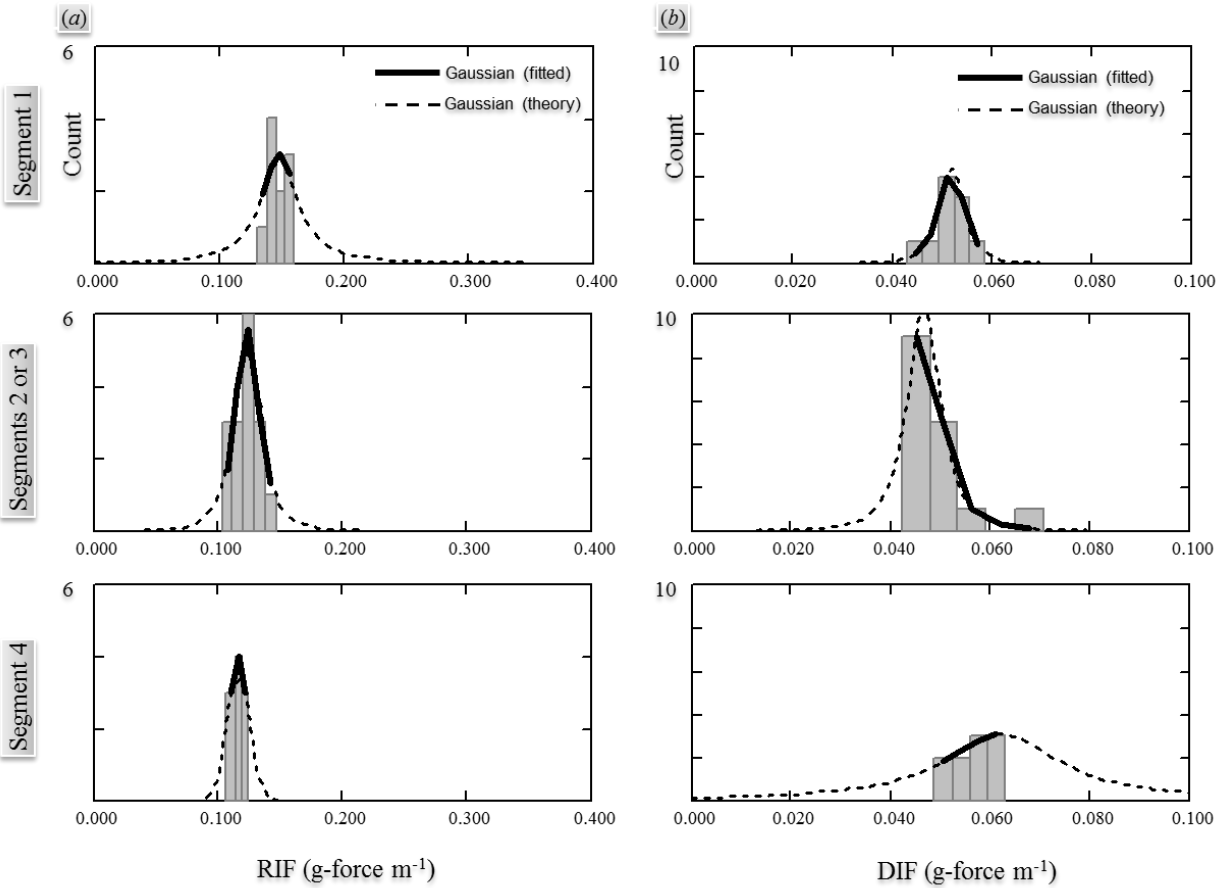 (a)
(b)
Segment 1
Count
6
Gaussian (fitted)
Gaussian (theory)
0.000 0.100 0.200 0.300 0.400
Count
10
Gaussian (fitted)
Gaussian (theory)
0.000 0.020 0.040 0.060 0.080 0.100
Segments 2 or 3
6
0.000 0.100 0.200 0.300 0.400
10
0.000 0.020 0.040 0.060 0.080 0.100
Segment 4
6
0.000 0.100 0.200 0.300 0.400
10
0.000 0.020 0.040 0.060 0.080 0.100
RIF (g-force m⁻¹)
DIF (g-force m⁻¹)